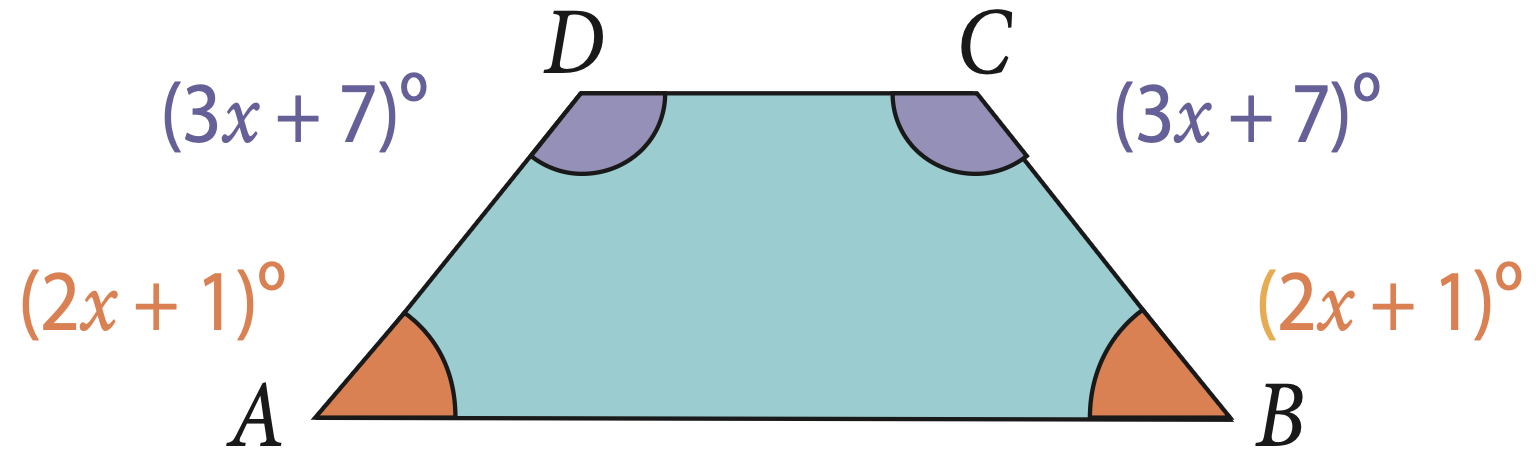 D C
(3x + 7)° (3x + 7)°
(2x + 1)° (2x + 1)°
A B